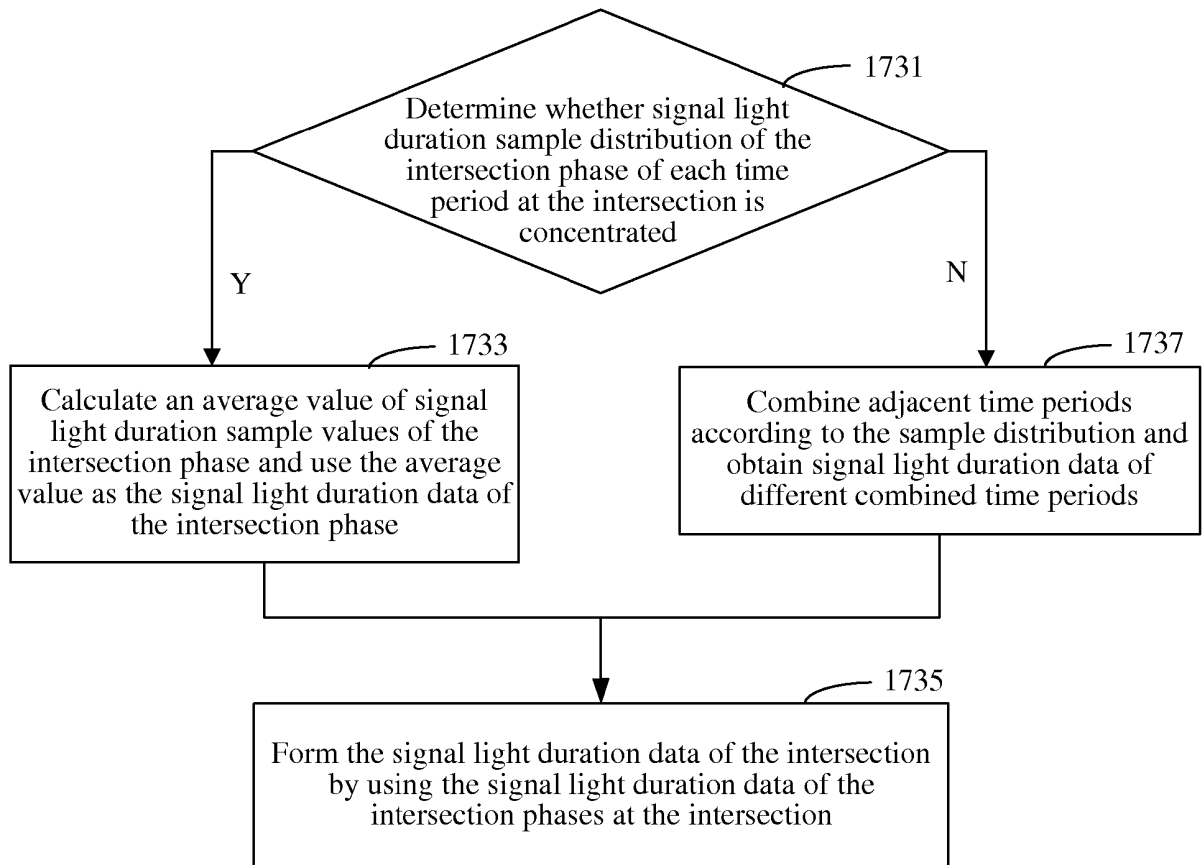 1731
Determine whether signal light
duration sample distribution of the
intersection phase of each time
period at the intersection is
concentrated
Y
N
1733
Calculate an average value of signal
light duration sample values of the
intersection phase and use the average
value as the signal light duration data of
the intersection phase
1737
Combine adjacent time periods
according to the sample distribution and
obtain signal light duration data of
different combined time periods
1735
Form the signal light duration data of the intersection
by using the signal light duration data of the
intersection phases at the intersection